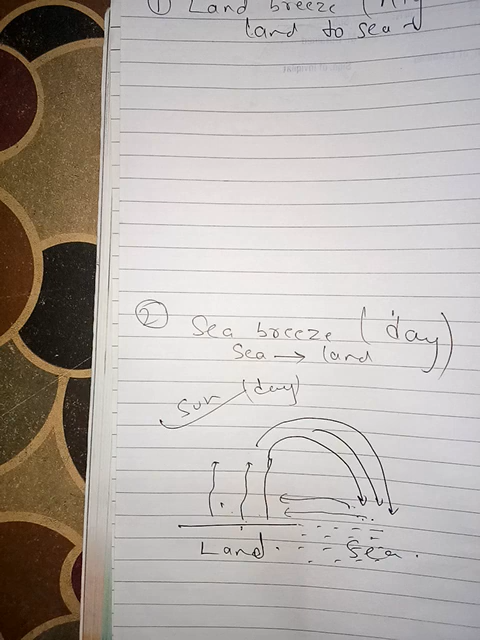 ① Land breeze
land to sea
② Sea breeze (day)
Sea → land
sun (day)
Land. Sea.